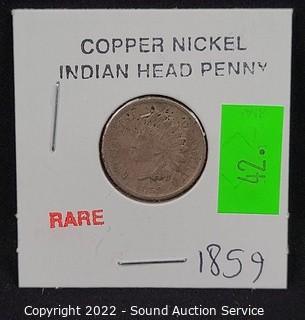 COPPER NICKEL
INDIAN HEAD PENNY
42.
RARE
1859
Copyright 2022 - Sound Auction Service